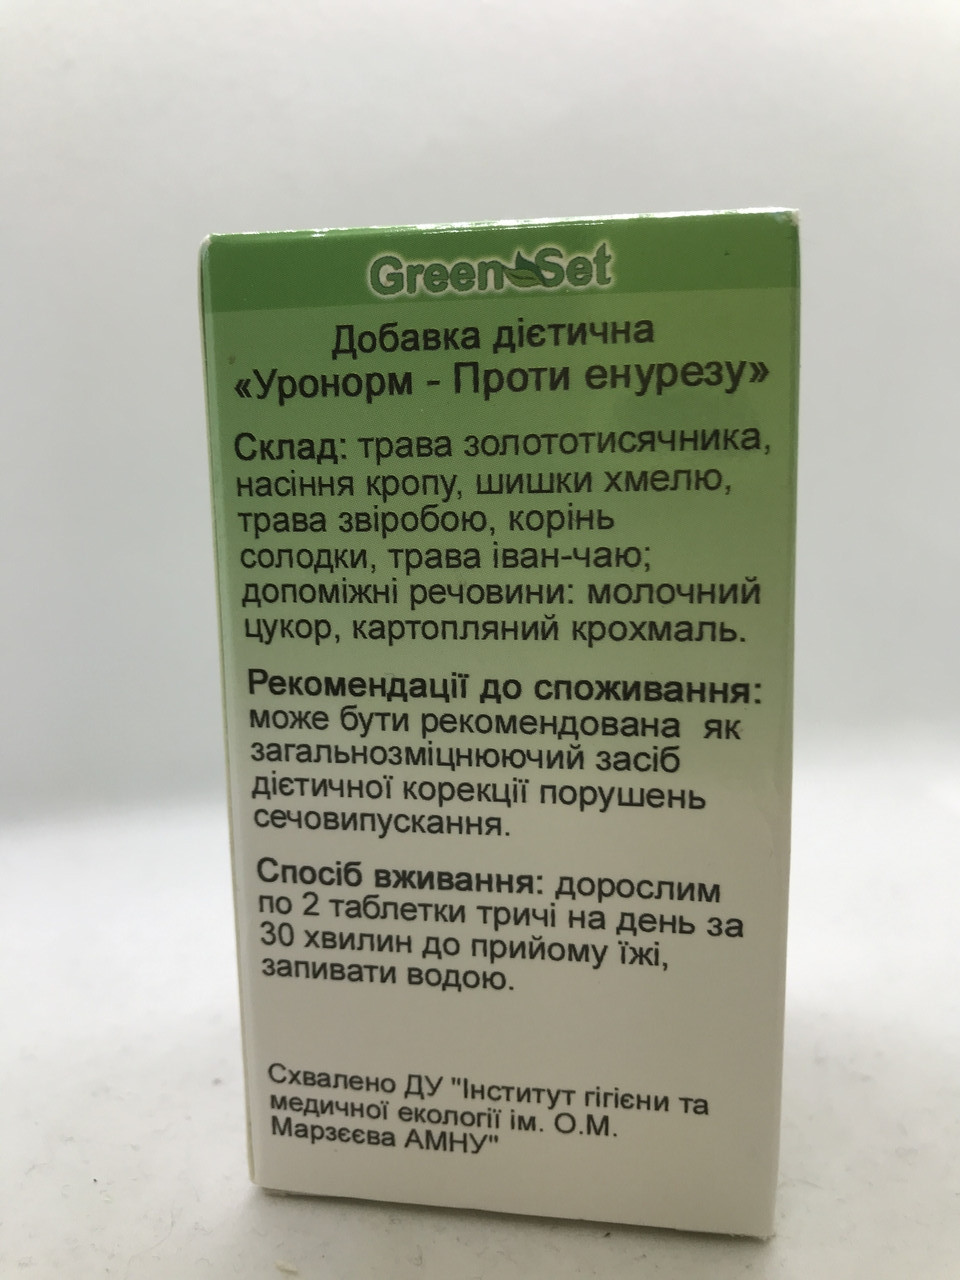 Green Set
Добавка дієтична
«Уронорм - Проти енурезу»
Склад: трава золототисячника,
насіння кропу, шишки хмелю,
трава звіробою, корінь
солодки, трава іван-чаю;
допоміжні речовини: молочний
цукор, картопляний крохмаль.
Рекомендації до споживання:
може бути рекомендована як
загальнозміцнюючий засіб
дієтичної корекції порушень
сечовипускання.
Спосіб вживання: дорослим
по 2 таблетки тричі на день за
30 хвилин до прийому їжі,
запивати водою.
Схвалено ДУ "Інститут гігієни та
медичної екології ім. О.М.
Марзєєва АМНУ"